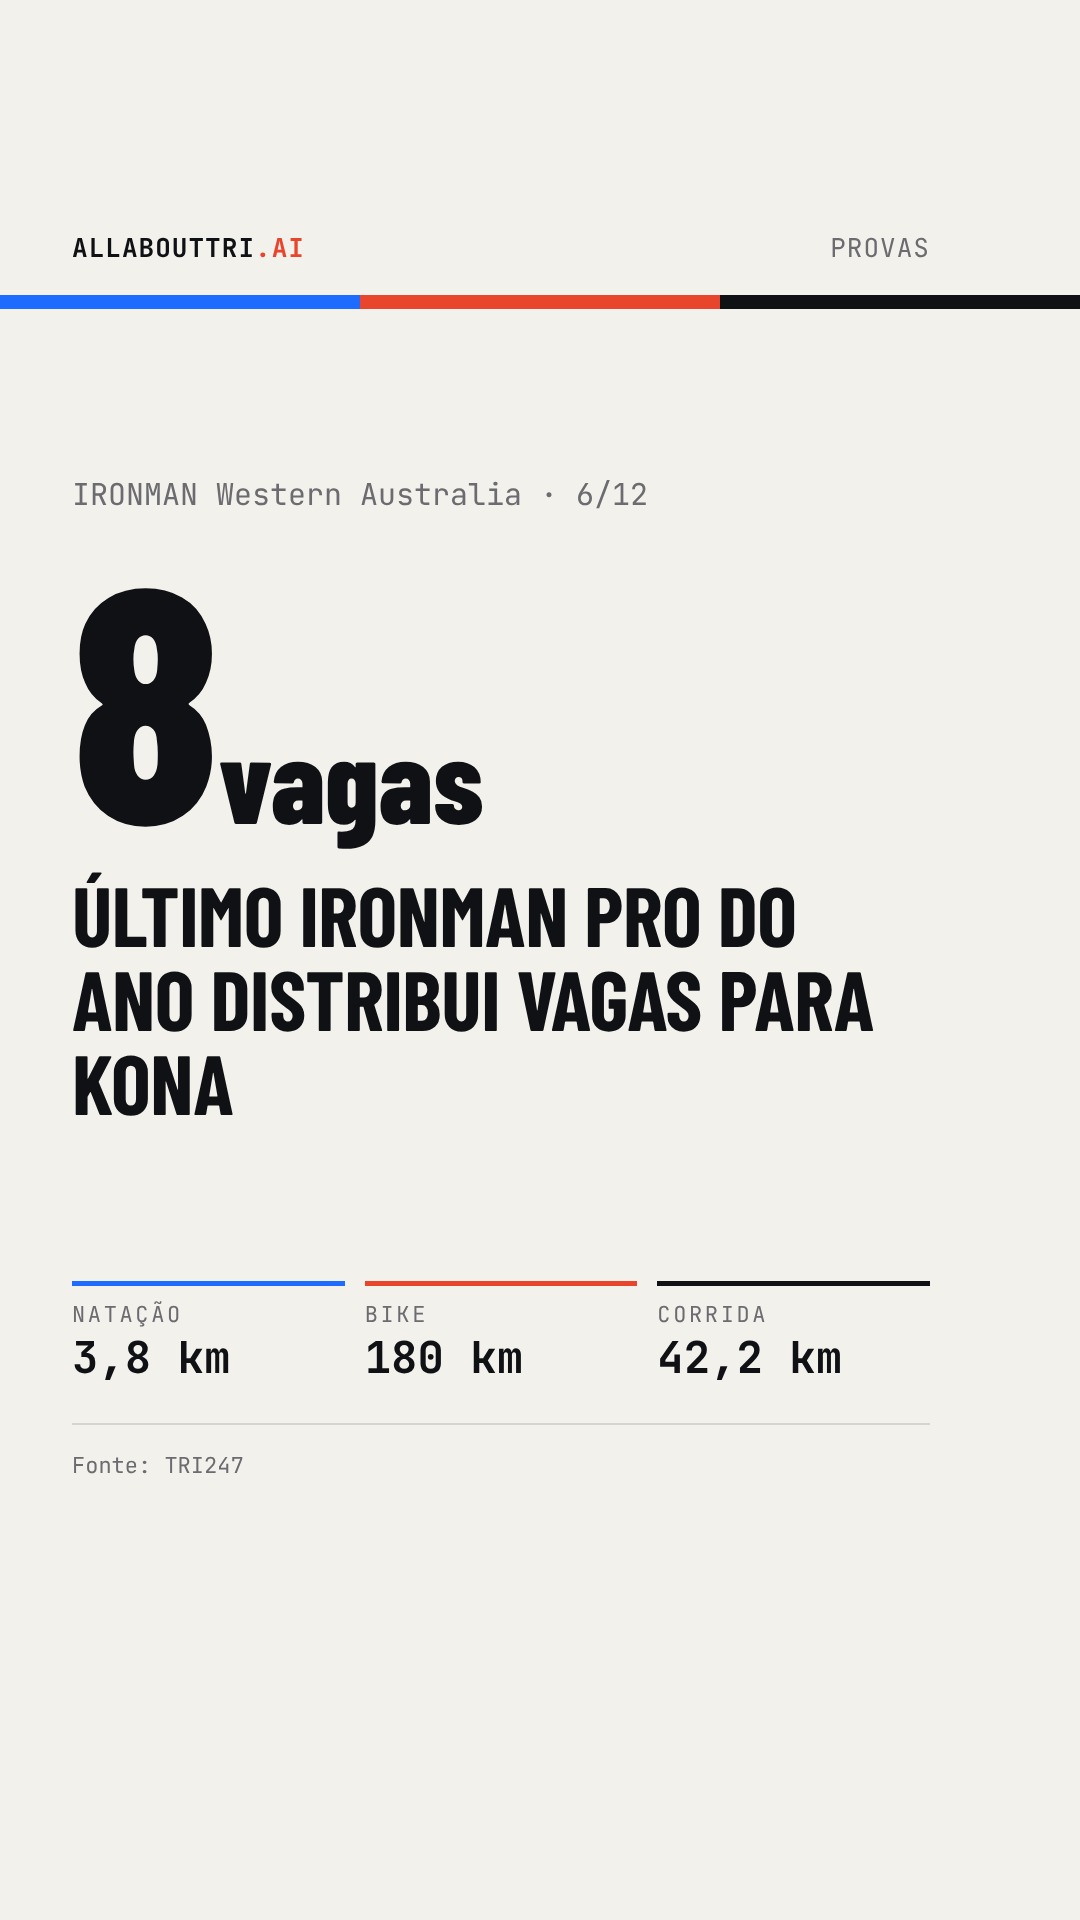 ALLABOUTTRI.AI
PROVAS
IRONMAN Western Australia · 6/12
8vagas
ÚLTIMO IRONMAN PRO DO
ANO DISTRIBUI VAGAS PARA
KONA
NATAÇÃO
3,8 km
BIKE
180 km
CORRIDA
42,2 km
Fonte: TRI247